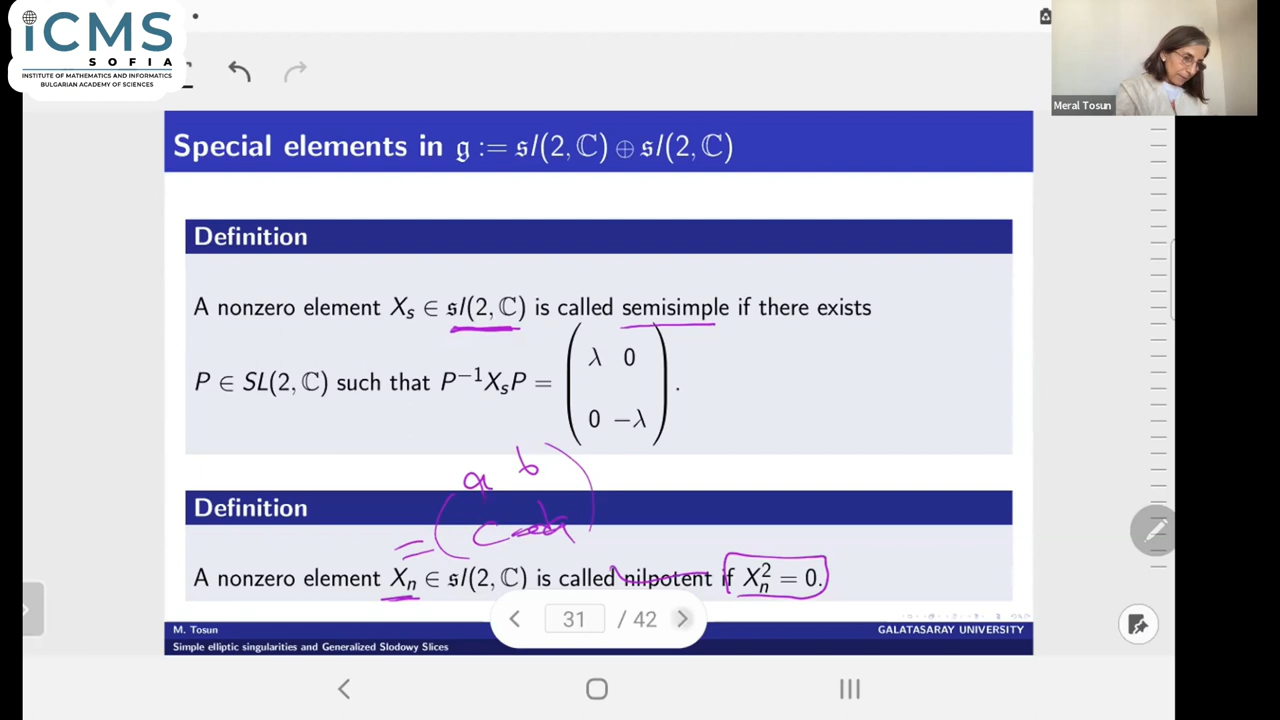 iCMS
SOFIA
INSTITUTE OF MATHEMATICS AND INFORMATICS
BULGARIAN ACADEMY OF SCIENCES
Meral Tosun
Special elements in 𝔤 := 𝔰l(2, ℂ) ⊕ 𝔰l(2, ℂ)
Definition
A nonzero element Xₛ ∈ 𝔰l(2, ℂ) is called semisimple if there exists
P ∈ SL(2, ℂ) such that P⁻¹XₛP = ( λ 0
0 −λ ) .
a b
= ( c )
Definition
A nonzero element Xₙ ∈ 𝔰l(2, ℂ) is called nilpotent if Xₙ² = 0.
31 / 42
M. Tosun
GALATASARAY UNIVERSITY
Simple elliptic singularities and Generalized Slodowy Slices